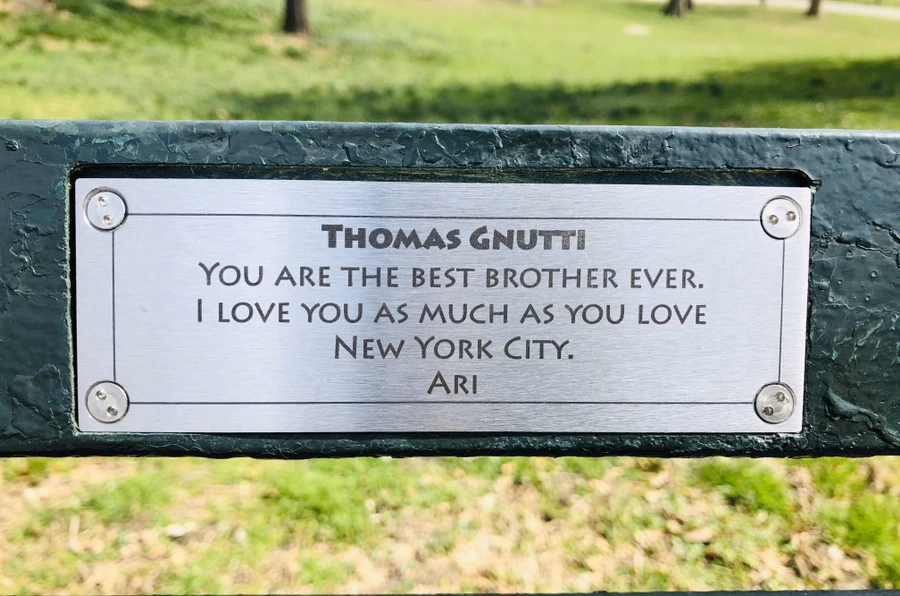 Thomas Gnutti
You are the best brother ever.
I love you as much as you love
New York City.
Ari